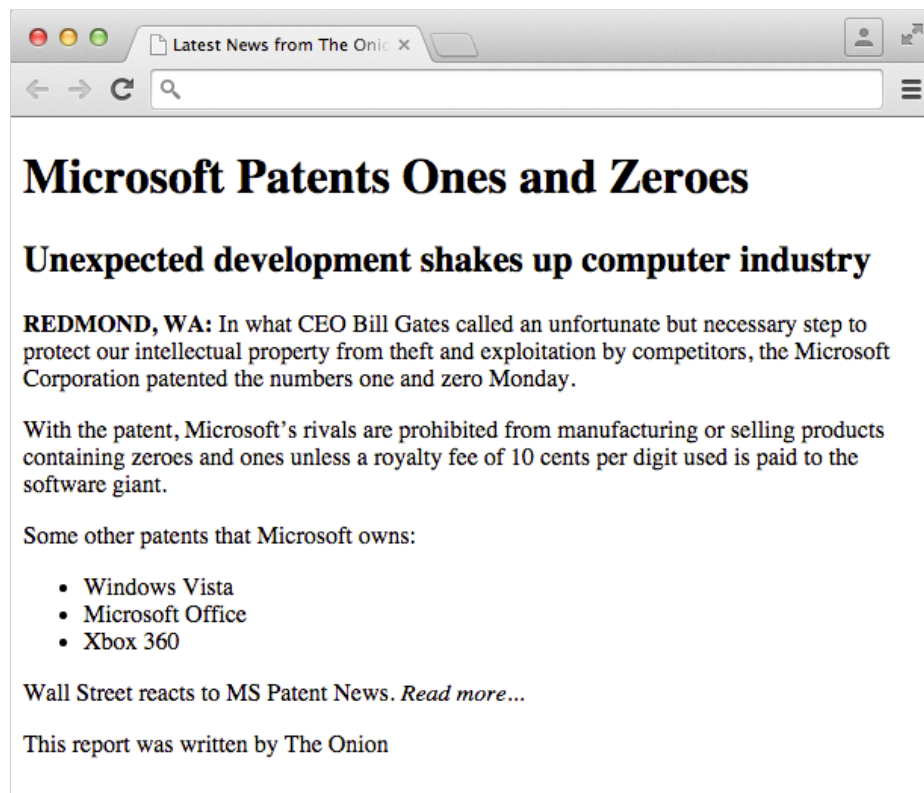 Latest News from The Onic
Microsoft Patents Ones and Zeroes
Unexpected development shakes up computer industry
REDMOND, WA: In what CEO Bill Gates called an unfortunate but necessary step to
protect our intellectual property from theft and exploitation by competitors, the Microsoft
Corporation patented the numbers one and zero Monday.
With the patent, Microsoft’s rivals are prohibited from manufacturing or selling products
containing zeroes and ones unless a royalty fee of 10 cents per digit used is paid to the
software giant.
Some other patents that Microsoft owns:
• Windows Vista
• Microsoft Office
• Xbox 360
Wall Street reacts to MS Patent News. Read more...
This report was written by The Onion